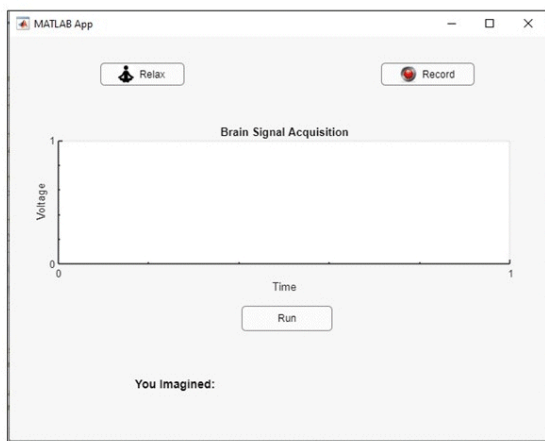 MATLAB App
Relax
Record
Brain Signal Acquisition
1
Voltage
0
0
1
Time
Run
You Imagined: